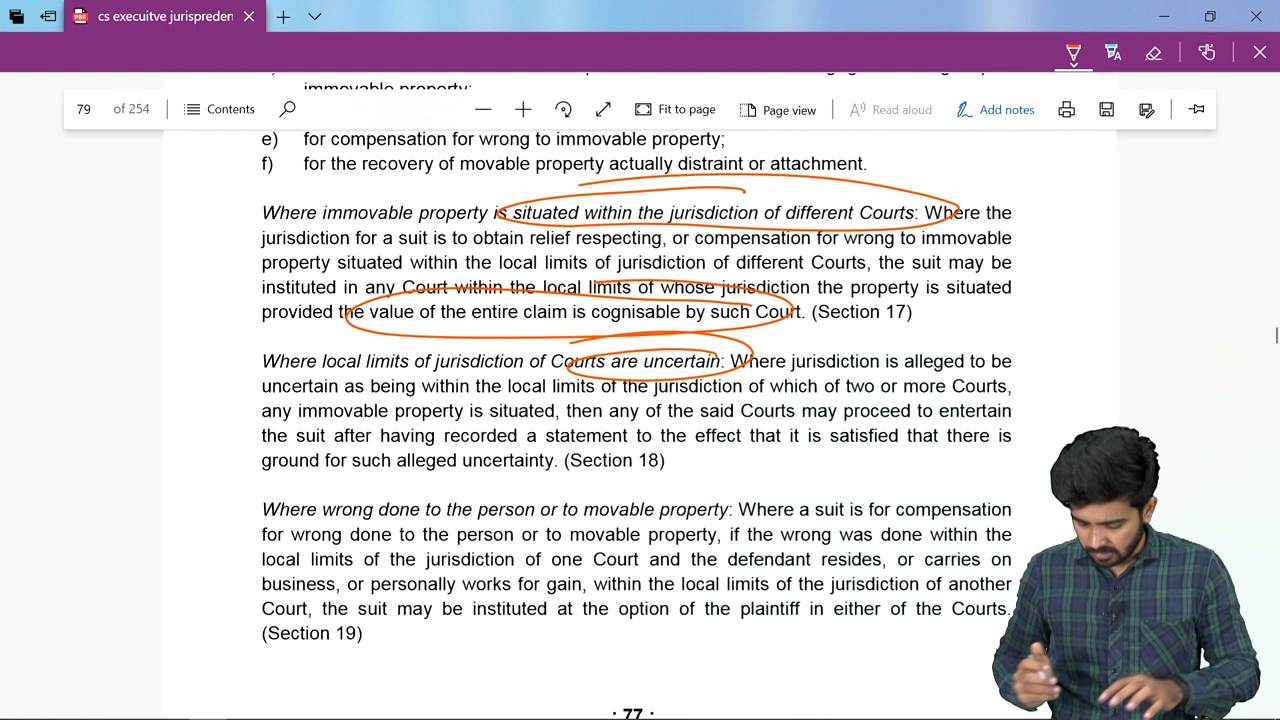 cs execuitve jurispreden
79 of 254
Contents
Fit to page
Page view
Read aloud
Add notes
immovable property;
e) for compensation for wrong to immovable property;
f) for the recovery of movable property actually distraint or attachment.
Where immovable property is situated within the jurisdiction of different Courts: Where the
jurisdiction for a suit is to obtain relief respecting, or compensation for wrong to immovable
property situated within the local limits of jurisdiction of different Courts, the suit may be
instituted in any Court within the local limits of whose jurisdiction the property is situated
provided the value of the entire claim is cognisable by such Court. (Section 17)
Where local limits of jurisdiction of Courts are uncertain: Where jurisdiction is alleged to be
uncertain as being within the local limits of the jurisdiction of which of two or more Courts,
any immovable property is situated, then any of the said Courts may proceed to entertain
the suit after having recorded a statement to the effect that it is satisfied that there is
ground for such alleged uncertainty. (Section 18)
Where wrong done to the person or to movable property: Where a suit is for compensation
for wrong done to the person or to movable property, if the wrong was done within the
local limits of the jurisdiction of one Court and the defendant resides, or carries on
business, or personally works for gain, within the local limits of the jurisdiction of another
Court, the suit may be instituted at the option of the plaintiff in either of the Courts.
(Section 19)
· 77 ·